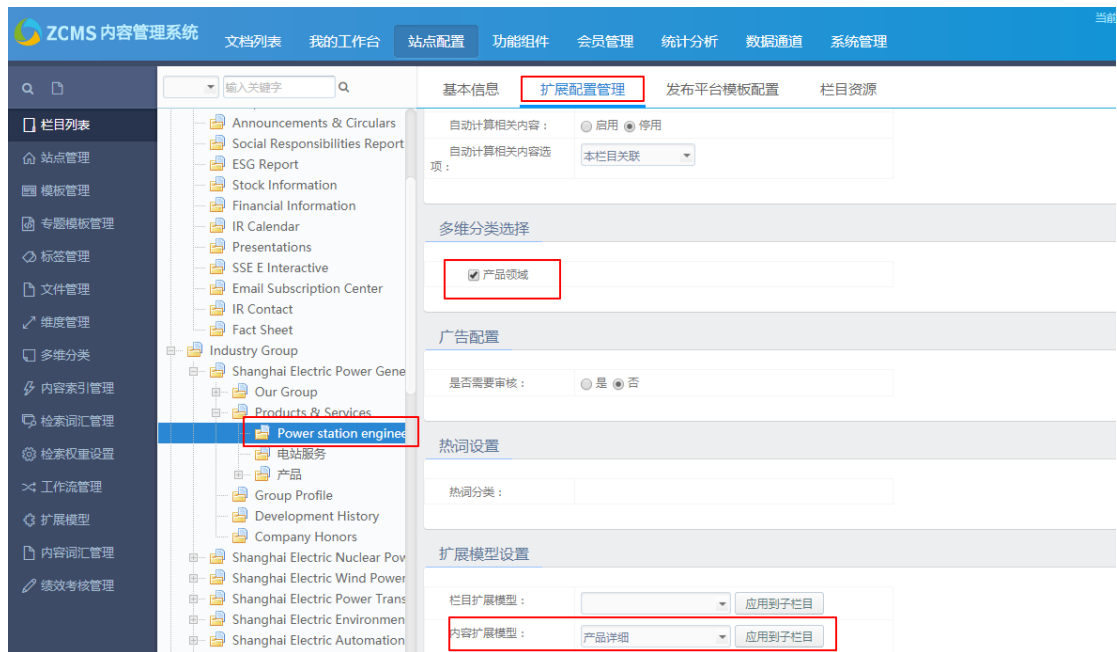 当前
ZCMS 内容管理系统
文档列表 我的工作台 站点配置 功能组件 会员管理 统计分析 数据通道 系统管理
栏目列表
站点管理
模板管理
专题模板管理
标签管理
文件管理
维度管理
多维分类
内容索引管理
检索词汇管理
检索权重设置
工作流管理
扩展模型
内容词汇管理
绩效考核管理
输入关键字
Announcements & Circulars
Social Responsibilities Report
ESG Report
Stock Information
Financial Information
IR Calendar
Presentations
SSE E Interactive
Email Subscription Center
IR Contact
Fact Sheet
Industry Group
Shanghai Electric Power Gene
Our Group
Products & Services
Power station enginee
电站服务
产品
Group Profile
Development History
Company Honors
Shanghai Electric Nuclear Pow
Shanghai Electric Wind Power
Shanghai Electric Power Trans
Shanghai Electric Environmen
Shanghai Electric Automation
基本信息 扩展配置管理 发布平台模板配置 栏目资源
自动计算相关内容： 启用 停用
自动计算相关内容选
项： 本栏目关联
多维分类选择
产品领域
广告配置
是否需要审核： 是 否
热词设置
热词分类：
扩展模型设置
栏目扩展模型： 应用到子栏目
内容扩展模型： 产品详细 应用到子栏目